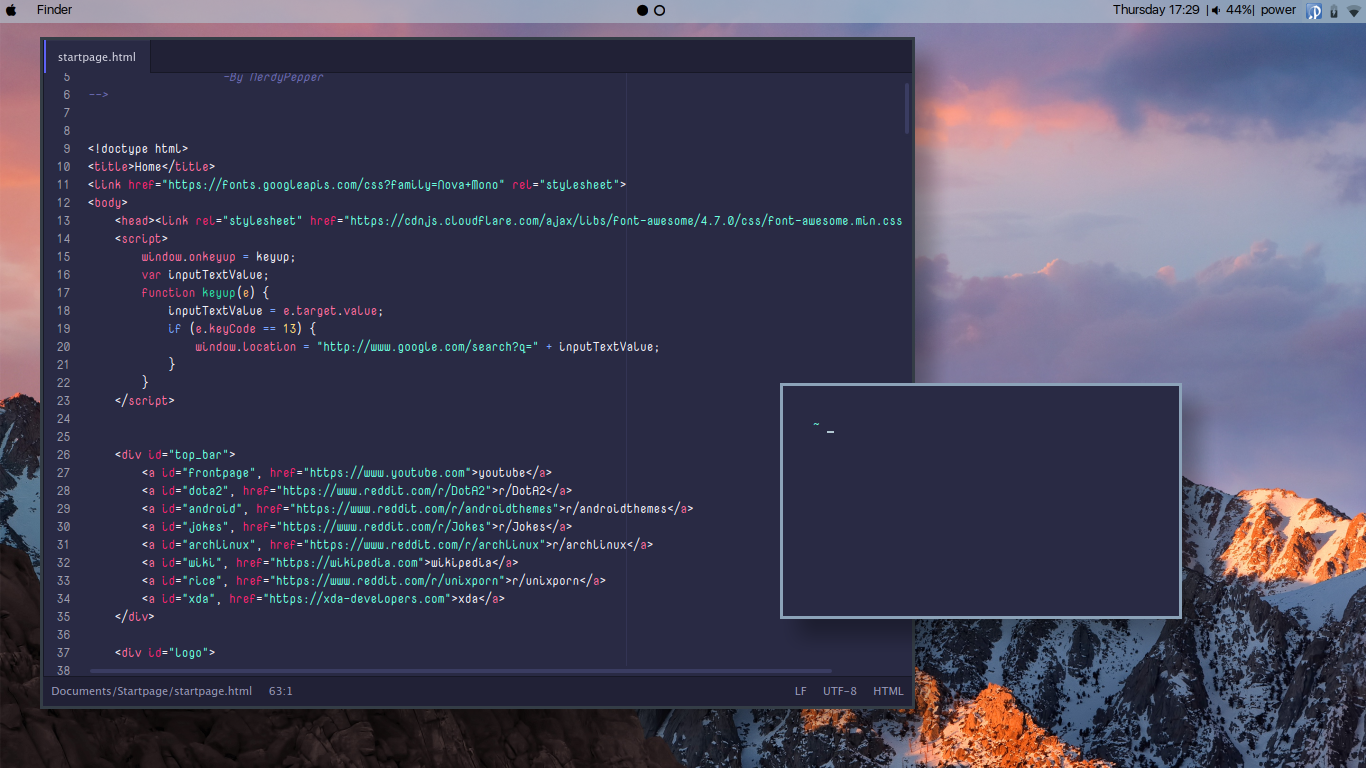 Finder
Thursday 17:29 | 44%| power
startpage.html
5 -By NerdyPepper
6 -->
7
8
9 <!doctype html>
10 <title>Home</title>
11 <link href="https://fonts.googleapis.com/css?family=Nova+Mono" rel="stylesheet">
12 <body>
13 <head><link rel="stylesheet" href="https://cdnjs.cloudflare.com/ajax/libs/font-awesome/4.7.0/css/font-awesome.min.css
14 <script>
15 window.onkeyup = keyup;
16 var inputTextValue;
17 function keyup(e) {
18 inputTextValue = e.target.value;
19 if (e.keyCode == 13) {
20 window.location = "http://www.google.com/search?q=" + inputTextValue;
21 }
22 }
23 </script>
24
25
26 <div id="top_bar">
27 <a id="frontpage", href="https://www.youtube.com">youtube</a>
28 <a id="dota2", href="https://www.reddit.com/r/DotA2">r/DotA2</a>
29 <a id="android", href="https://www.reddit.com/r/androidthemes">r/androidthemes</a>
30 <a id="jokes", href="https://www.reddit.com/r/Jokes">r/Jokes</a>
31 <a id="archlinux", href="https://www.reddit.com/r/archlinux">r/archlinux</a>
32 <a id="wiki", href="https://wikipedia.com">wikipedia</a>
33 <a id="rice", href="https://www.reddit.com/r/unixporn">r/unixporn</a>
34 <a id="xda", href="https://xda-developers.com">xda</a>
35 </div>
36
37 <div id="logo">
38
~ _
Documents/Startpage/startpage.html 63:1
LF UTF-8 HTML